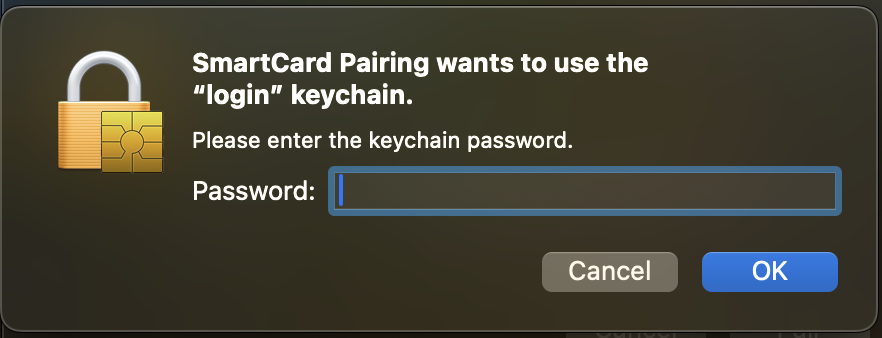 SmartCard Pairing wants to use the
“login” keychain.
Please enter the keychain password.
Password:
Cancel
OK